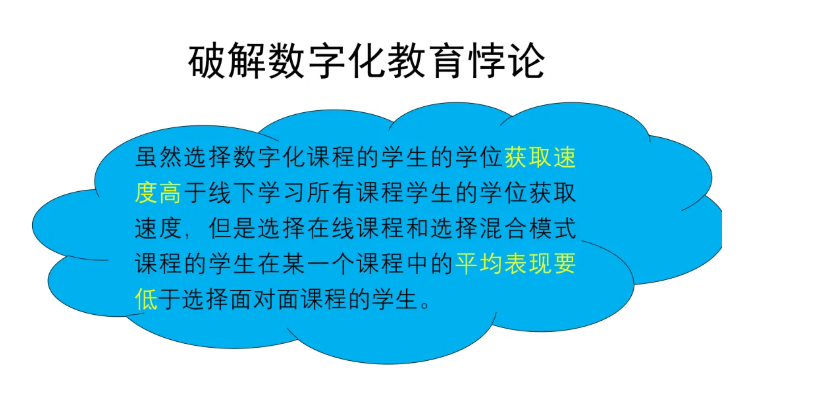 破解数字化教育悖论
虽然选择数字化课程的学生的学位获取速
度高于线下学习所有课程学生的学位获取
速度，但是选择在线课程和选择混合模式
课程的学生在某一个课程中的平均表现要
低于选择面对面课程的学生。